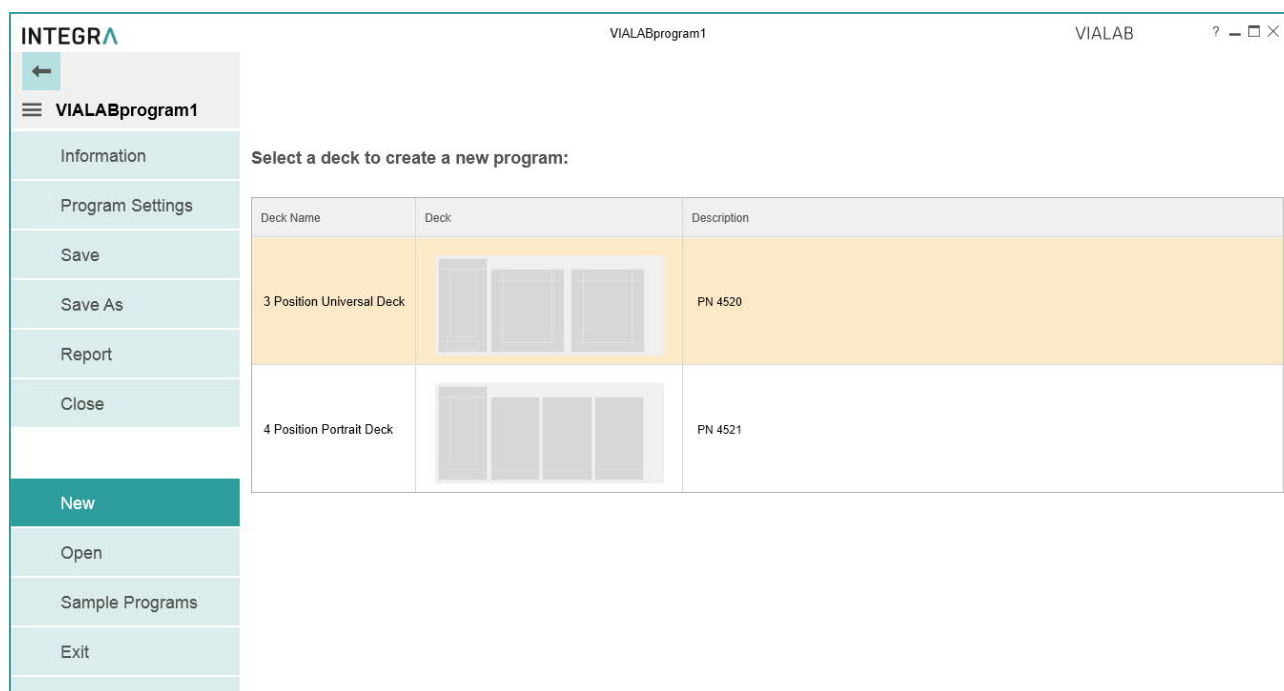 INTEGRA VIALABprogram1 VIALAB ?
VIALABprogram1
Information
Program Settings
Save
Save As
Report
Close
New
Open
Sample Programs
Exit
Select a deck to create a new program:
Deck Name Deck Description
3 Position Universal Deck PN 4520
4 Position Portrait Deck PN 4521